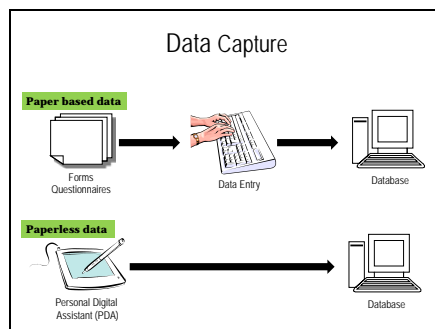 Data Capture
Paper based data
Forms
Questionnaires
Data Entry
Database
Paperless data
Personal Digital
Assistant (PDA)
Database